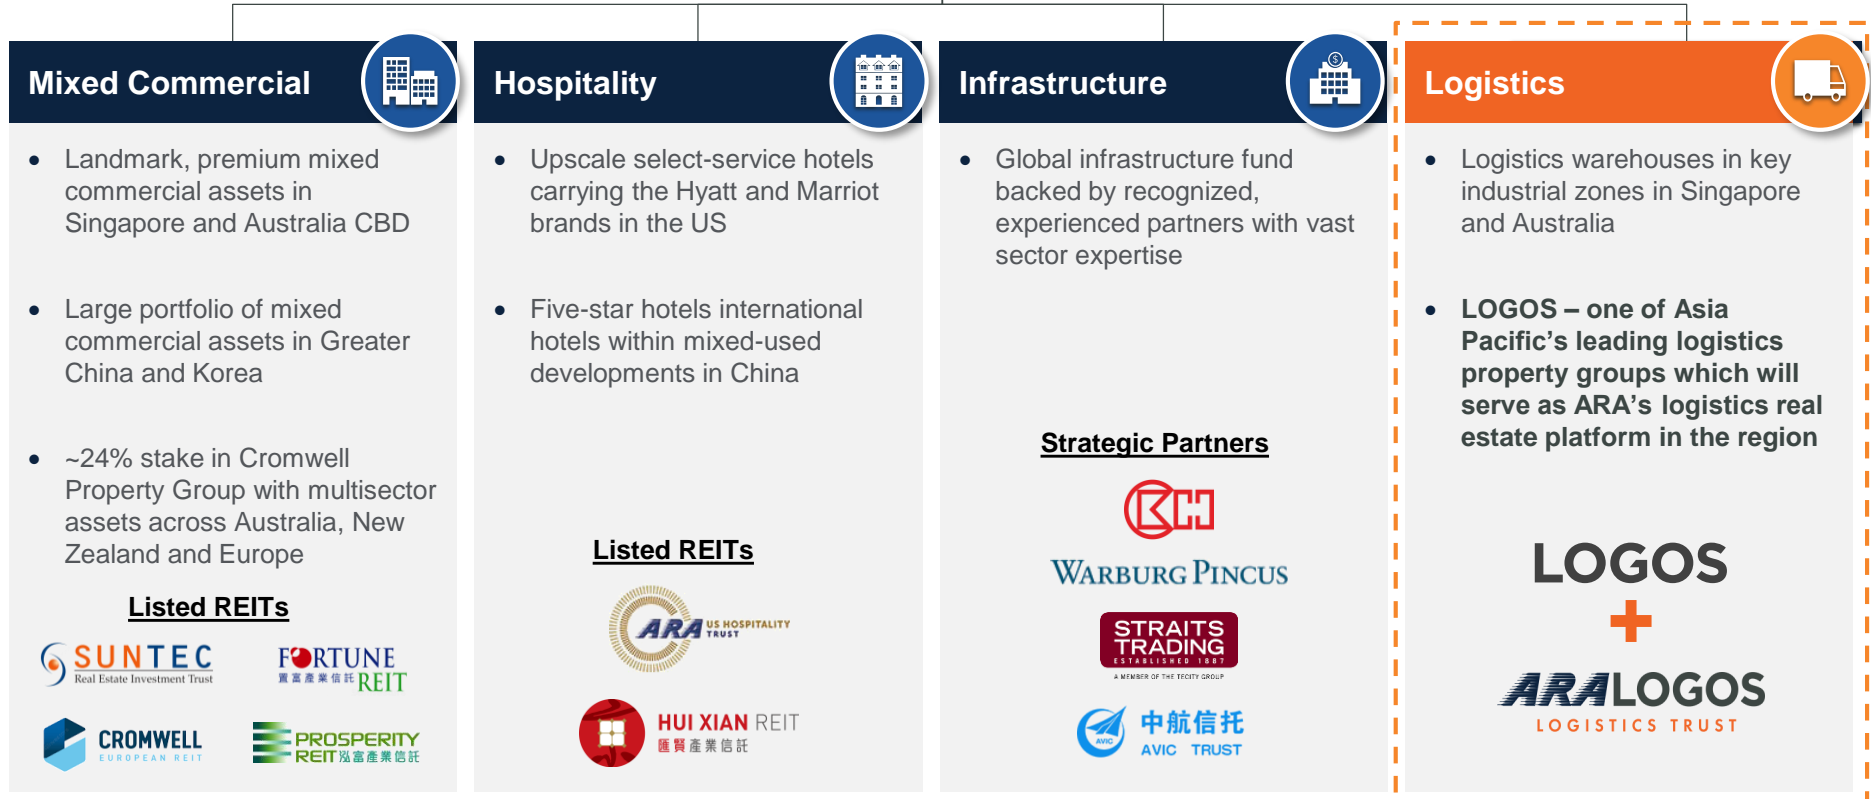 Mixed Commercial
Landmark, premium mixed
commercial assets in
Singapore and Australia CBD
Large portfolio of mixed
commercial assets in Greater
China and Korea
~24% stake in Cromwell
Property Group with multisector
assets across Australia, New
Zealand and Europe
Listed REITs
SUNTEC
Real Estate Investment Trust
FORTUNE
置富產業信託 REIT
CROMWELL
EUROPEAN REIT
PROSPERITY
REIT 泓富產業信託
Hospitality
Upscale select-service hotels
carrying the Hyatt and Marriot
brands in the US
Five-star hotels international
hotels within mixed-used
developments in China
Listed REITs
ARA US HOSPITALITY
TRUST
HUI XIAN REIT
匯賢產業信託
$
Infrastructure
Global infrastructure fund
backed by recognized,
experienced partners with vast
sector expertise
Strategic Partners
CKH
WARBURG PINCUS
STRAITS
TRADING
ESTABLISHED 1887
A MEMBER OF THE TECITY GROUP
AVIC
中航信托
AVIC TRUST
Logistics
Logistics warehouses in key
industrial zones in Singapore
and Australia
LOGOS – one of Asia
Pacific’s leading logistics
property groups which will
serve as ARA’s logistics real
estate platform in the region
LOGOS
+
ARALOGOS
LOGISTICS TRUST